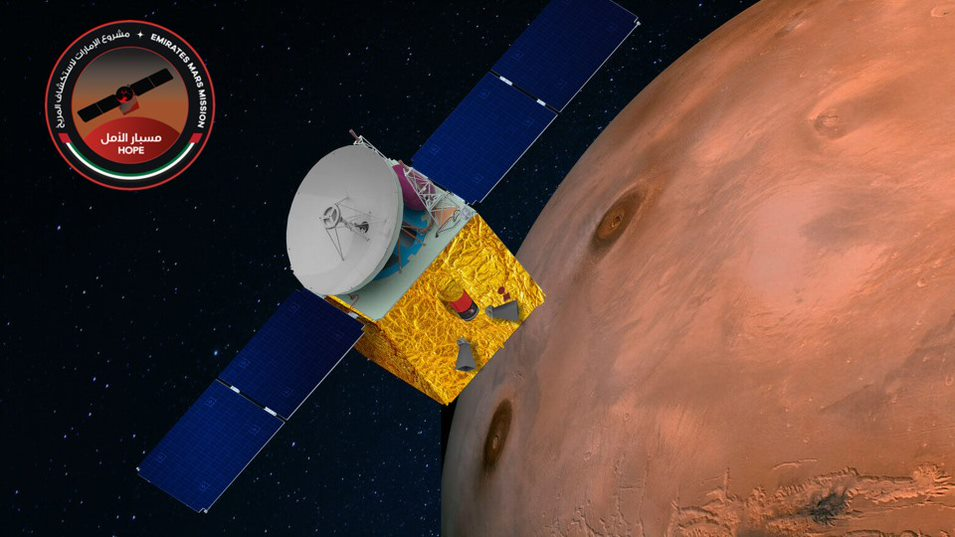 مشروع الإمارات لاستكشاف المريخ
EMIRATES MARS MISSION
مسبار الأمل
HOPE